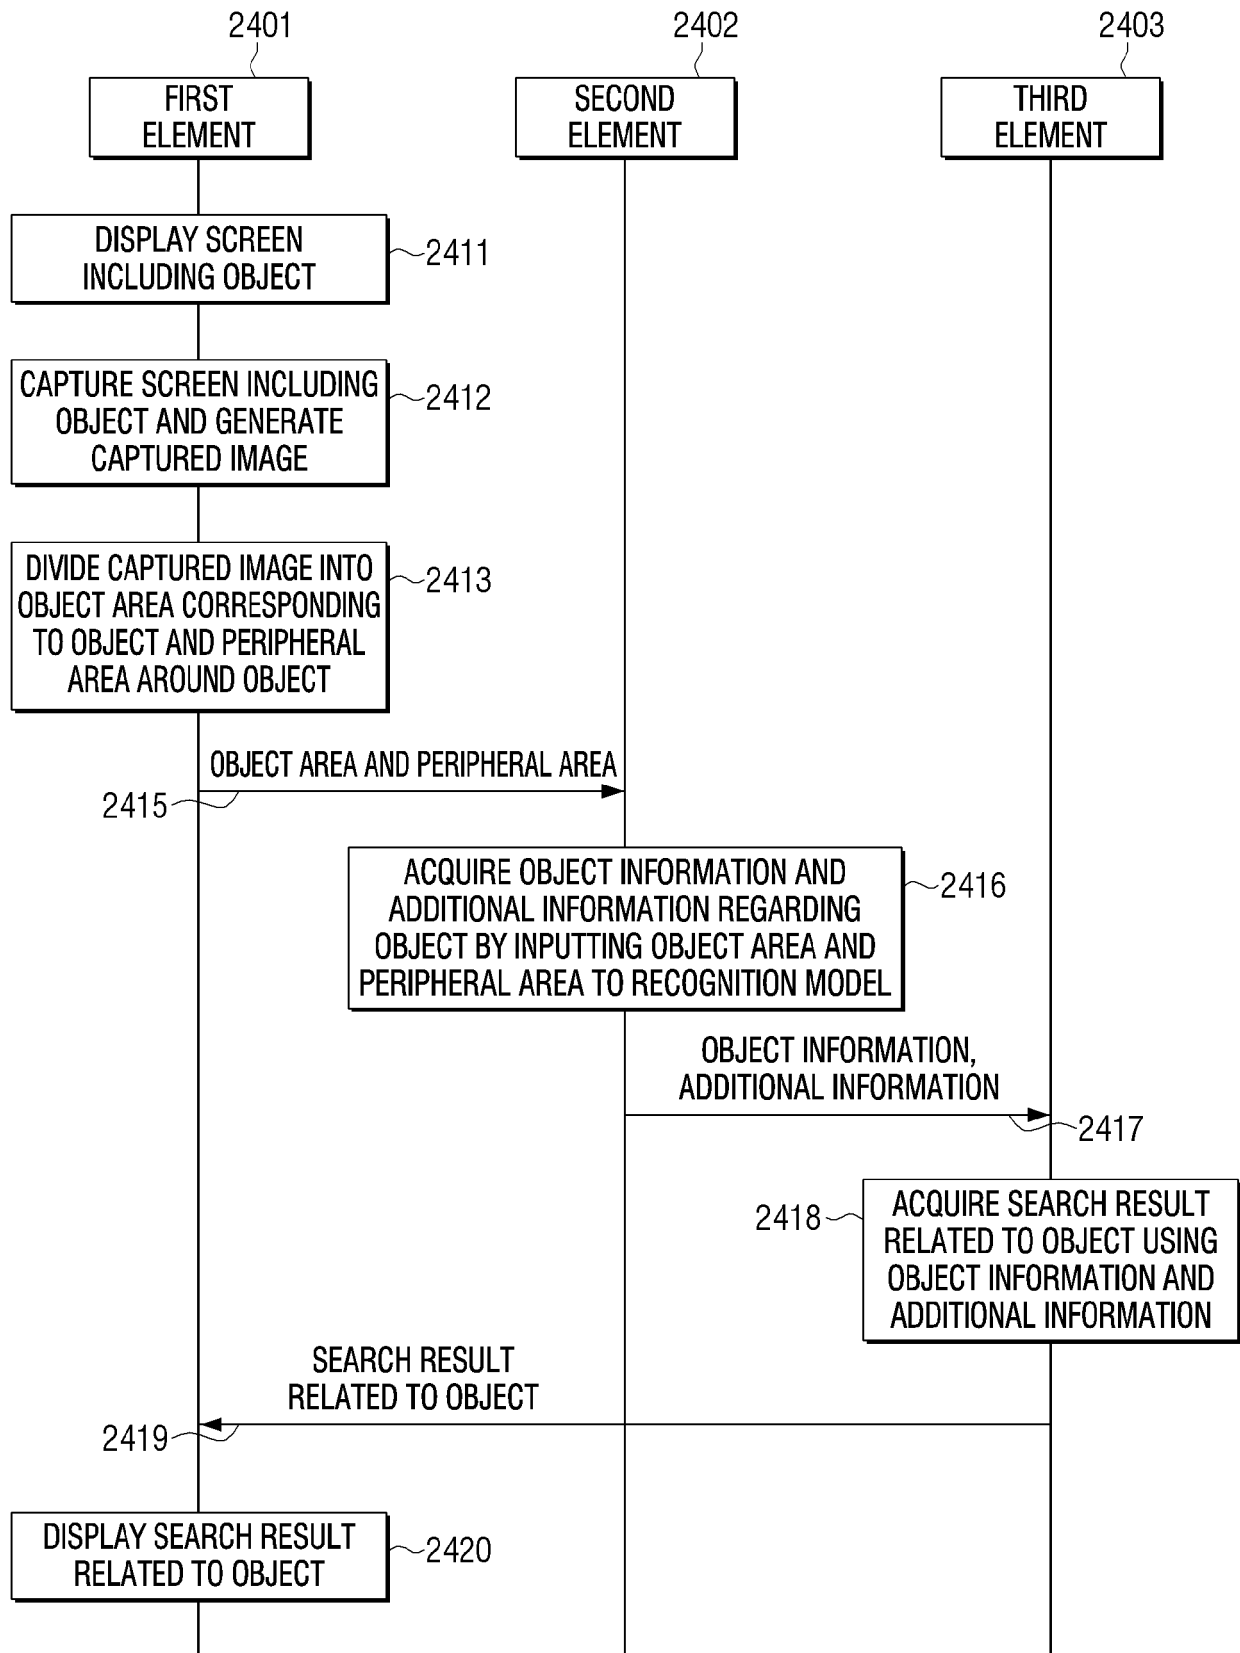 2401
2402
2403
FIRST
ELEMENT
SECOND
ELEMENT
THIRD
ELEMENT
DISPLAY SCREEN
INCLUDING OBJECT
2411
CAPTURE SCREEN INCLUDING
OBJECT AND GENERATE
CAPTURED IMAGE
2412
DIVIDE CAPTURED IMAGE INTO
OBJECT AREA CORRESPONDING
TO OBJECT AND PERIPHERAL
AREA AROUND OBJECT
2413
OBJECT AREA AND PERIPHERAL AREA
2415
ACQUIRE OBJECT INFORMATION AND
ADDITIONAL INFORMATION REGARDING
OBJECT BY INPUTTING OBJECT AREA AND
PERIPHERAL AREA TO RECOGNITION MODEL
2416
OBJECT INFORMATION,
ADDITIONAL INFORMATION
2417
2418
ACQUIRE SEARCH RESULT
RELATED TO OBJECT USING
OBJECT INFORMATION AND
ADDITIONAL INFORMATION
SEARCH RESULT
RELATED TO OBJECT
2419
DISPLAY SEARCH RESULT
RELATED TO OBJECT
2420